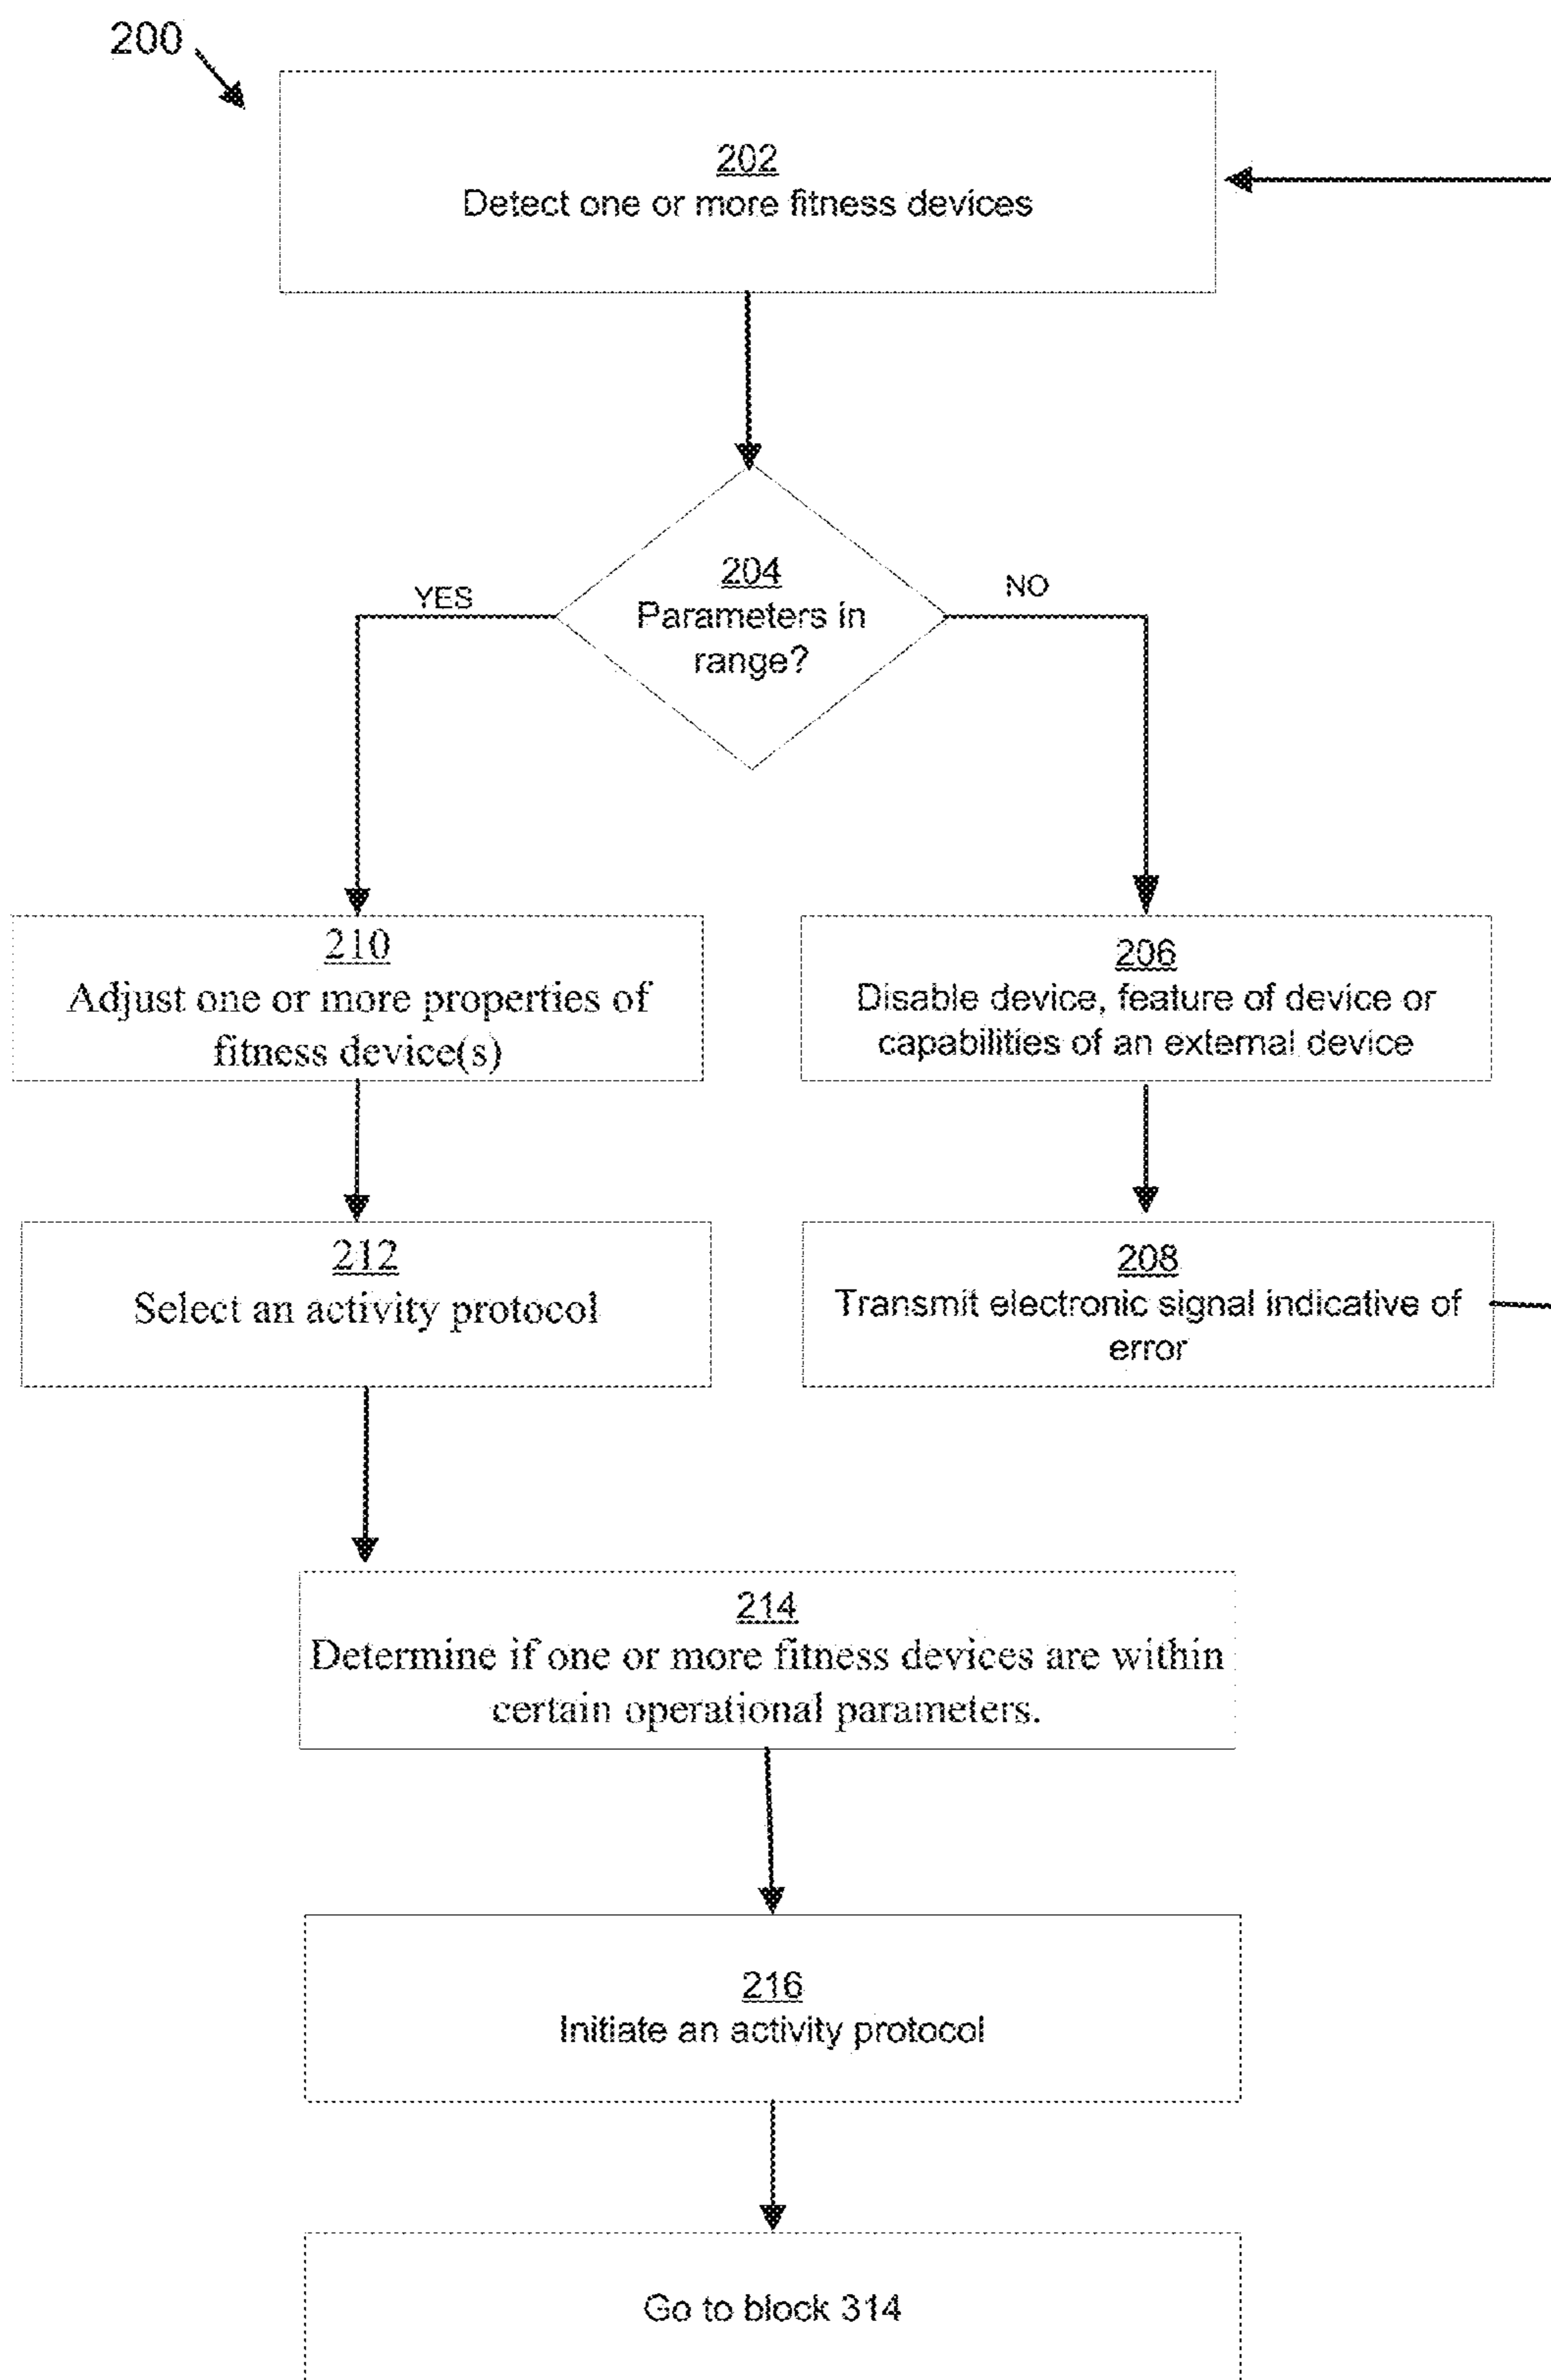 200
202
Detect one or more fitness devices
204
Parameters in
range?
YES
NO
210
Adjust one or more properties of
fitness device(s)
206
Disable device, feature of device or
capabilities of an external device
212
Select an activity protocol
208
Transmit electronic signal indicative of
error
214
Determine if one or more fitness devices are within
certain operational parameters.
216
Initiate an activity protocol
Go to block 314